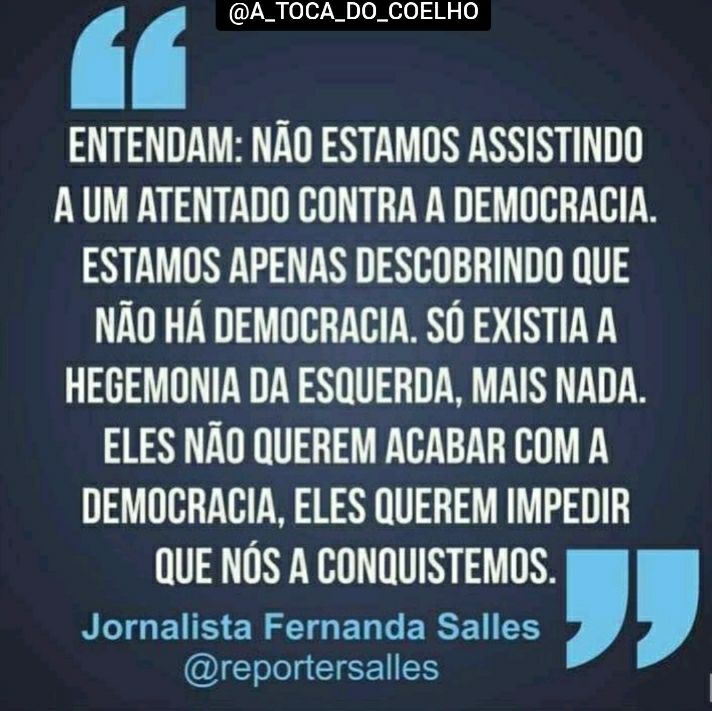 @A_TOCA_DO_COELHO
ENTENDAM: NÃO ESTAMOS ASSISTINDO
A UM ATENTADO CONTRA A DEMOCRACIA.
ESTAMOS APENAS DESCOBRINDO QUE
NÃO HÁ DEMOCRACIA. SÓ EXISTIA A
HEGEMONIA DA ESQUERDA, MAIS NADA.
ELES NÃO QUEREM ACABAR COM A
DEMOCRACIA, ELES QUEREM IMPEDIR
QUE NÓS A CONQUISTEMOS.
Jornalista Fernanda Salles
@reportersalles